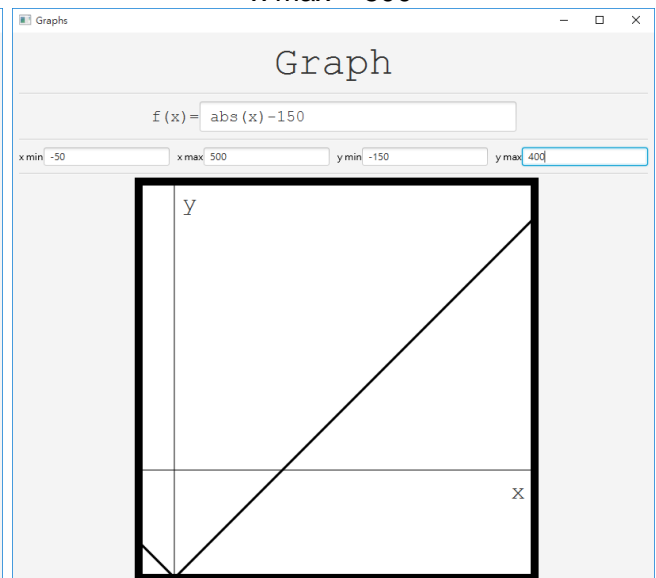 Graphs
Graph
f(x)= abs(x)-150
x min -50 x max 500 y min -150 y max 400
y
x